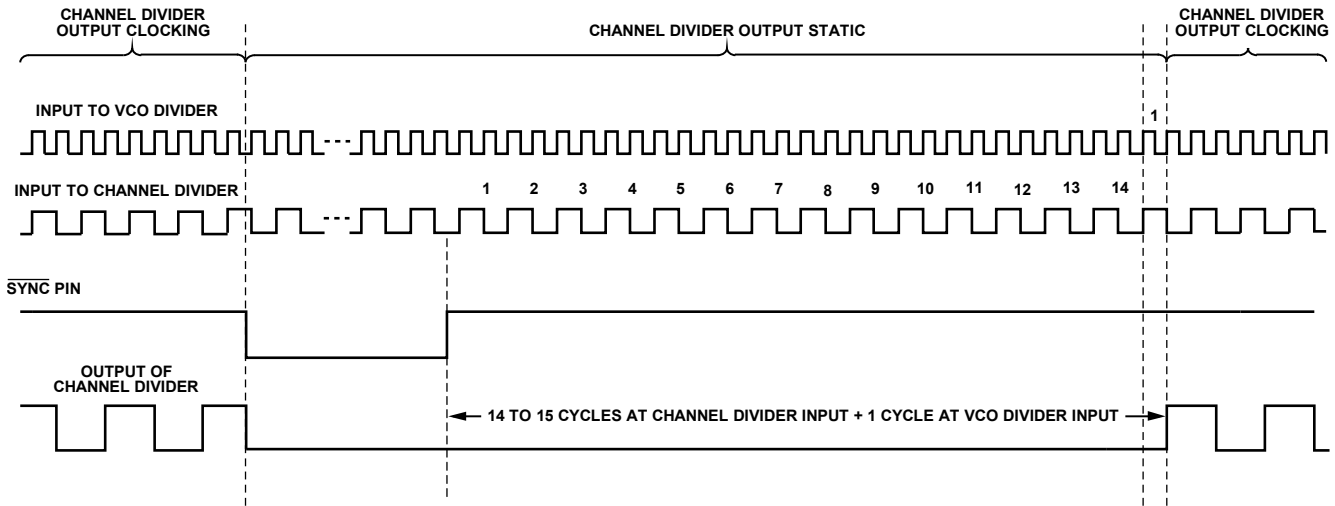 CHANNEL DIVIDER
OUTPUT CLOCKING
CHANNEL DIVIDER OUTPUT STATIC
CHANNEL DIVIDER
OUTPUT CLOCKING
INPUT TO VCO DIVIDER
1
INPUT TO CHANNEL DIVIDER
1 2 3 4 5 6 7 8 9 10 11 12 13 14
SYNC PIN
OUTPUT OF
CHANNEL DIVIDER
14 TO 15 CYCLES AT CHANNEL DIVIDER INPUT + 1 CYCLE AT VCO DIVIDER INPUT